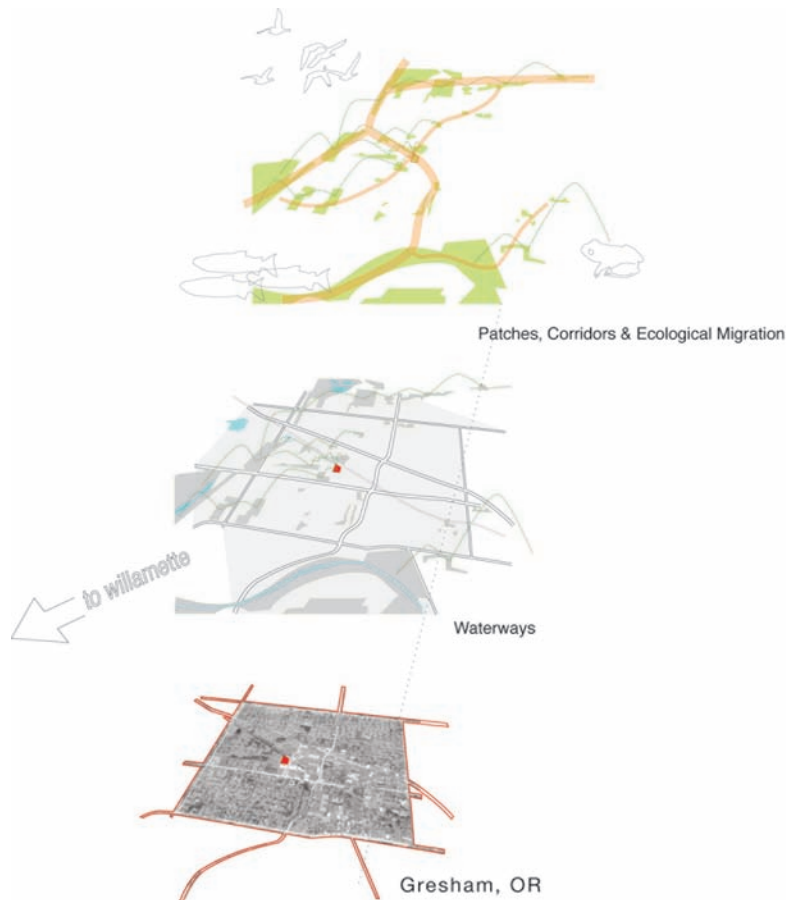 Patches, Corridors & Ecological Migration
to willamette
Waterways
Gresham, OR